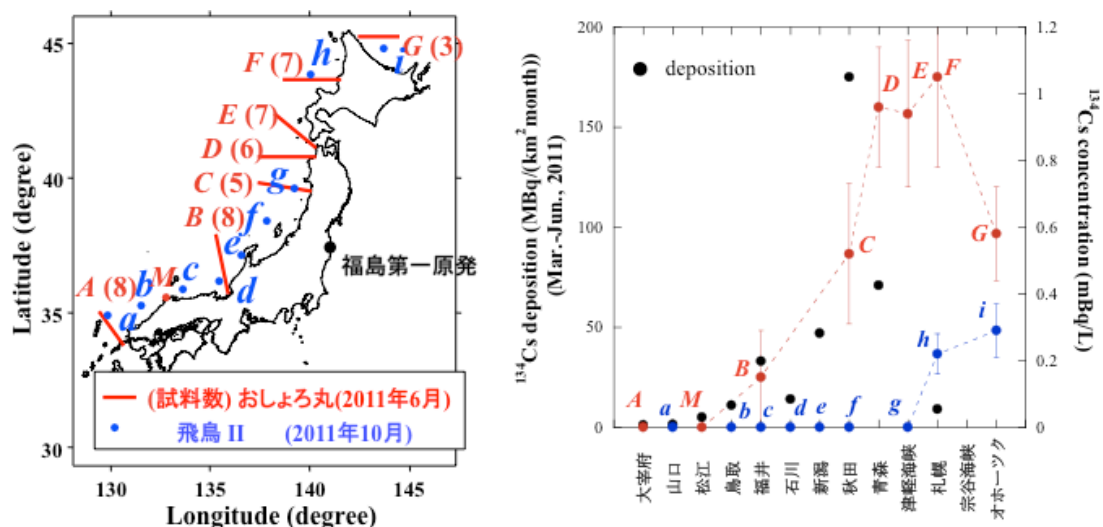 45
40
35
30
Latitude (degree)
130
135
140
145
Longitude (degree)
G (3)
F (7)
h
i
E (7)
D (6)
C (5)
g
B (8)
f
e
福島第一原発
A (8)
b
M
c
d
a
(試料数) おしょろ丸(2011年6月)
飛鳥 II (2011年10月)
¹³⁴Cs deposition (MBq/(km² month))
(Mar.-Jun., 2011)
200
150
100
50
0
deposition
A
a
M
b
B
c
d
e
f
C
D
g
E
F
h
G
i
1.2
1
0.8
0.6
0.4
0.2
0
¹³⁴Cs concentration (mBq/L)
大宰府
山口
松江
鳥取
福井
石川
新潟
秋田
青森
津軽海峡
札幌
宗谷海峡
オホーツク